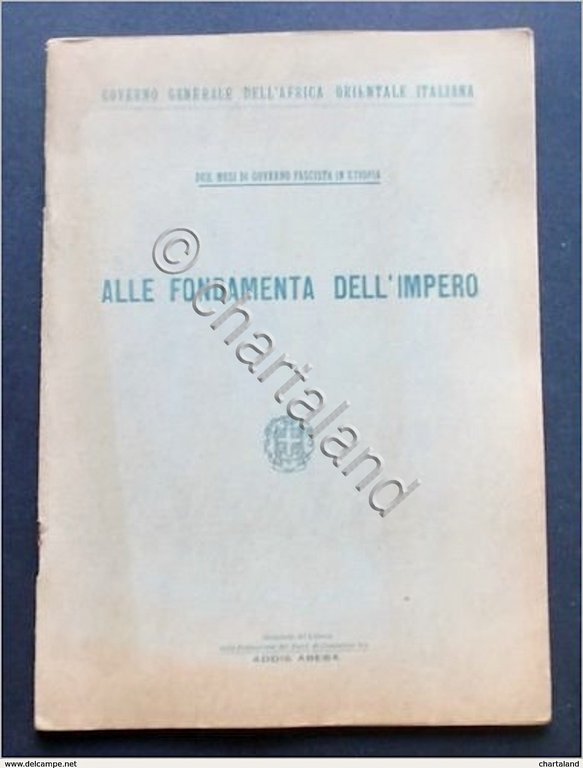 GOVERNO GENERALE DELL'AFRICA ORIENTALE ITALIANA
DUE MESI DI GOVERNO FASCISTA IN ETIOPIA
ALLE FONDAMENTA DELL'IMPERO
© chartaland
ADDIS ABEBA
www.delcampe.net
chartaland